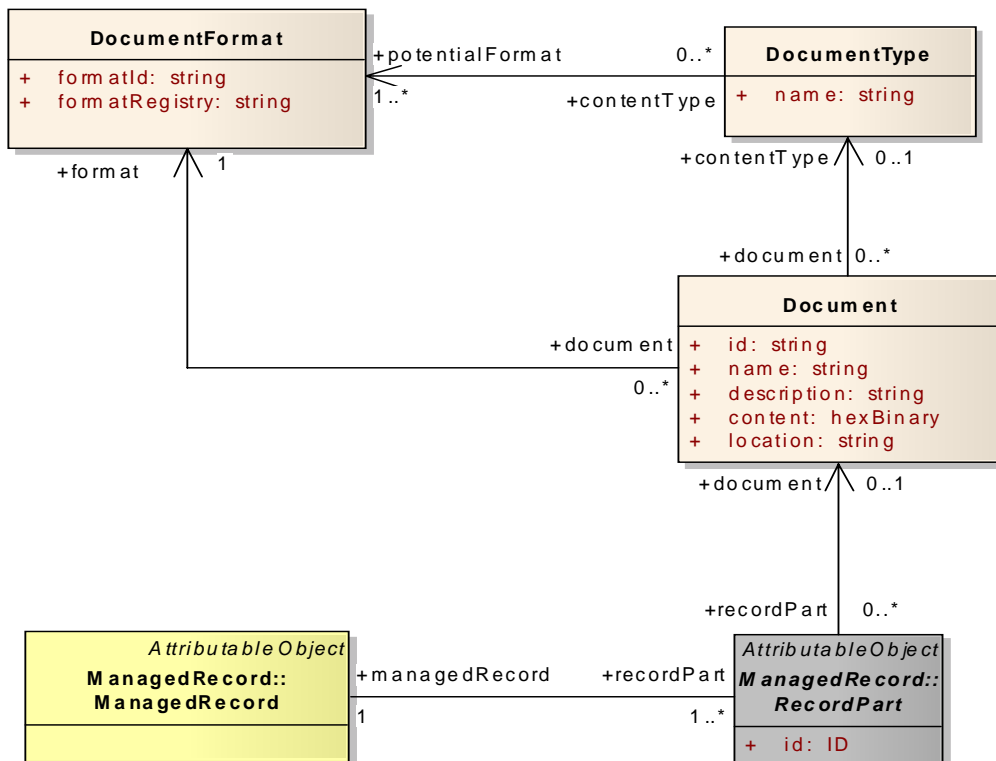 DocumentFormat
+ formatId: string
+ formatRegistry: string
+potentialFormat
1..*
0..*
+contentType
DocumentType
+ name: string
+contentType
0..1
+format
1
+document 0..*
Document
+ id: string
+ name: string
+ description: string
+ content: hexBinary
+ location: string
+document
0..*
+document
0..1
+recordPart 0..*
AttributableObject
ManagedRecord::
ManagedRecord
+managedRecord
1
+recordPart
1..*
AttributableObject
ManagedRecord::
RecordPart
+ id: ID